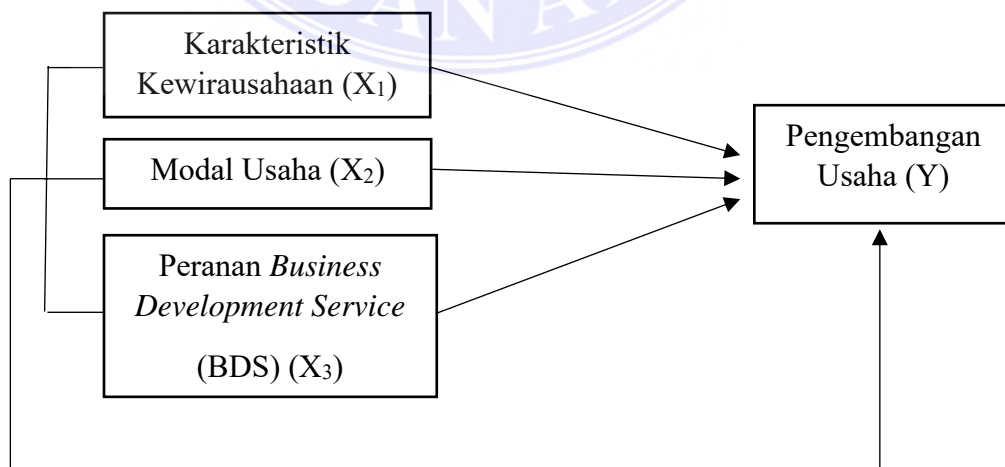 Karakteristik
Kewirausahaan (X₁)
Modal Usaha (X₂)
Peranan Business
Development Service
(BDS) (X₃)
Pengembangan
Usaha (Y)